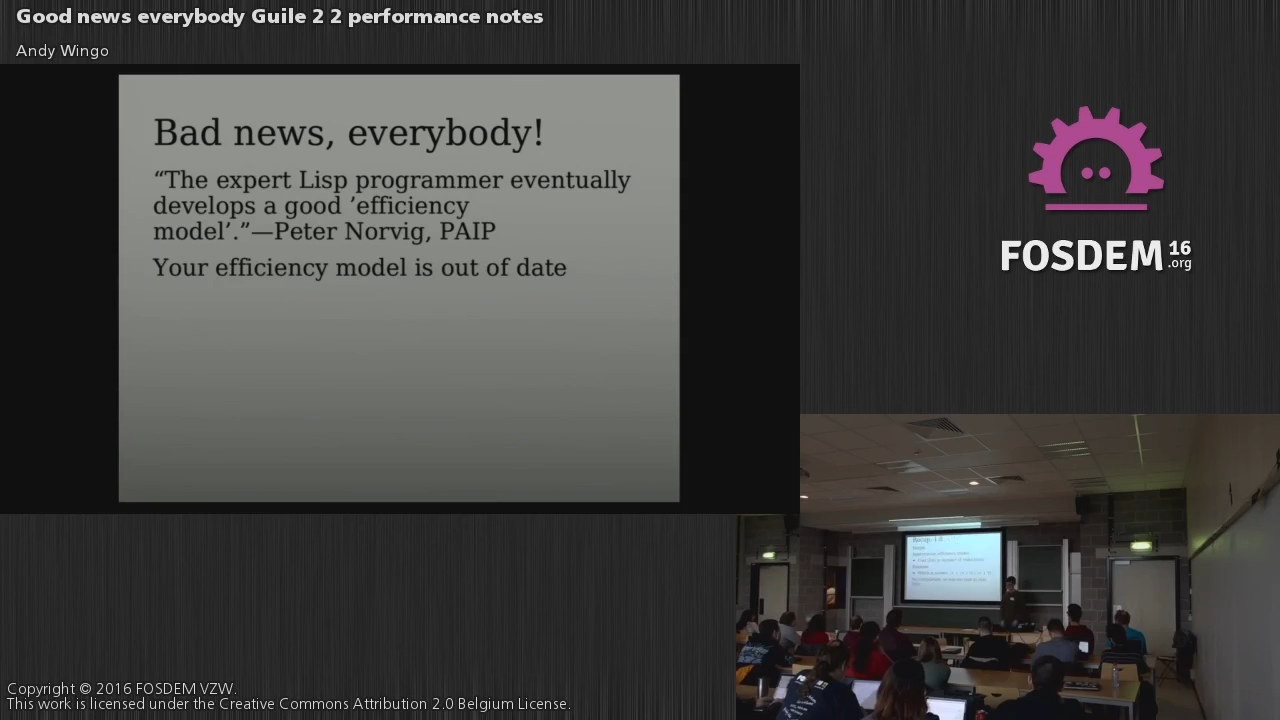 Good news everybody Guile 2 2 performance notes
Andy Wingo
Bad news, everybody!
“The expert Lisp programmer eventually
develops a good ’efficiency
model’.”—Peter Norvig, PAIP
Your efficiency model is out of date
FOSDEM 16
.org
Copyright © 2016 FOSDEM VZW.
This work is licensed under the Creative Commons Attribution 2.0 Belgium License.